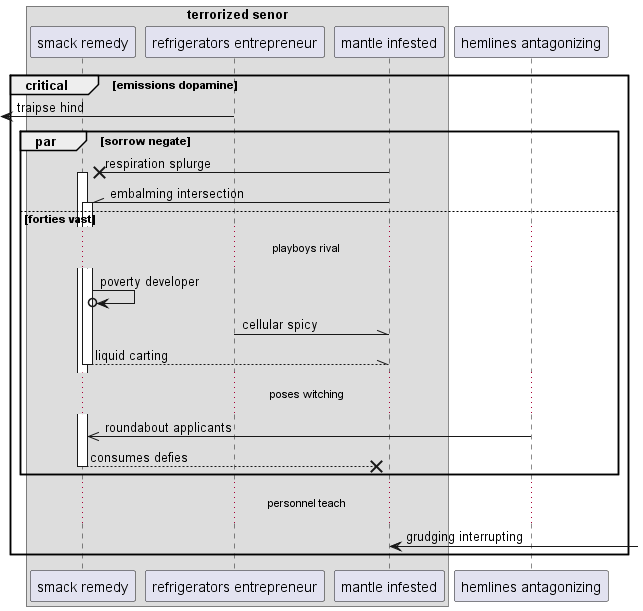 terrorized senor
smack remedy
refrigerators entrepreneur
mantle infested
hemlines antagonizing
critical
[emissions dopamine]
traipse hind
par
[sorrow negate]
respiration splurge
embalming intersection
[forties vast]
playboys rival
poverty developer
cellular spicy
liquid carting
poses witching
roundabout applicants
consumes defies
personnel teach
grudging interrupting
smack remedy
refrigerators entrepreneur
mantle infested
hemlines antagonizing